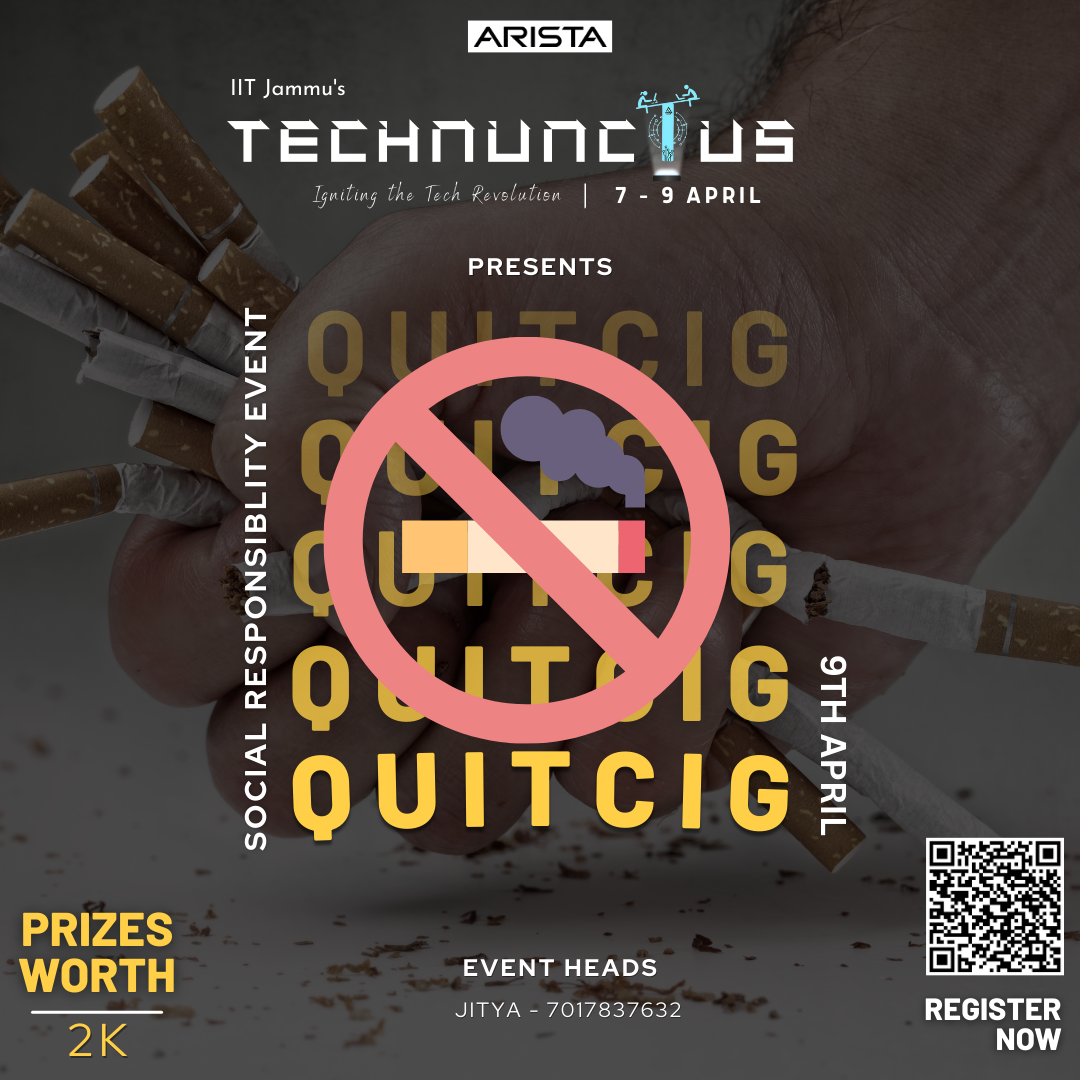 ARISTA
IIT Jammu's
TECHNUNCTUS
Igniting the Tech Revolution | 7 - 9 APRIL
PRESENTS
SOCIAL RESPONSIBLITY EVENT
QUITCIG
QUITCIG
QUITCIG
QUITCIG
QUITCIG
9TH APRIL
PRIZES
WORTH
2K
EVENT HEADS
JITYA - 7017837632
REGISTER
NOW